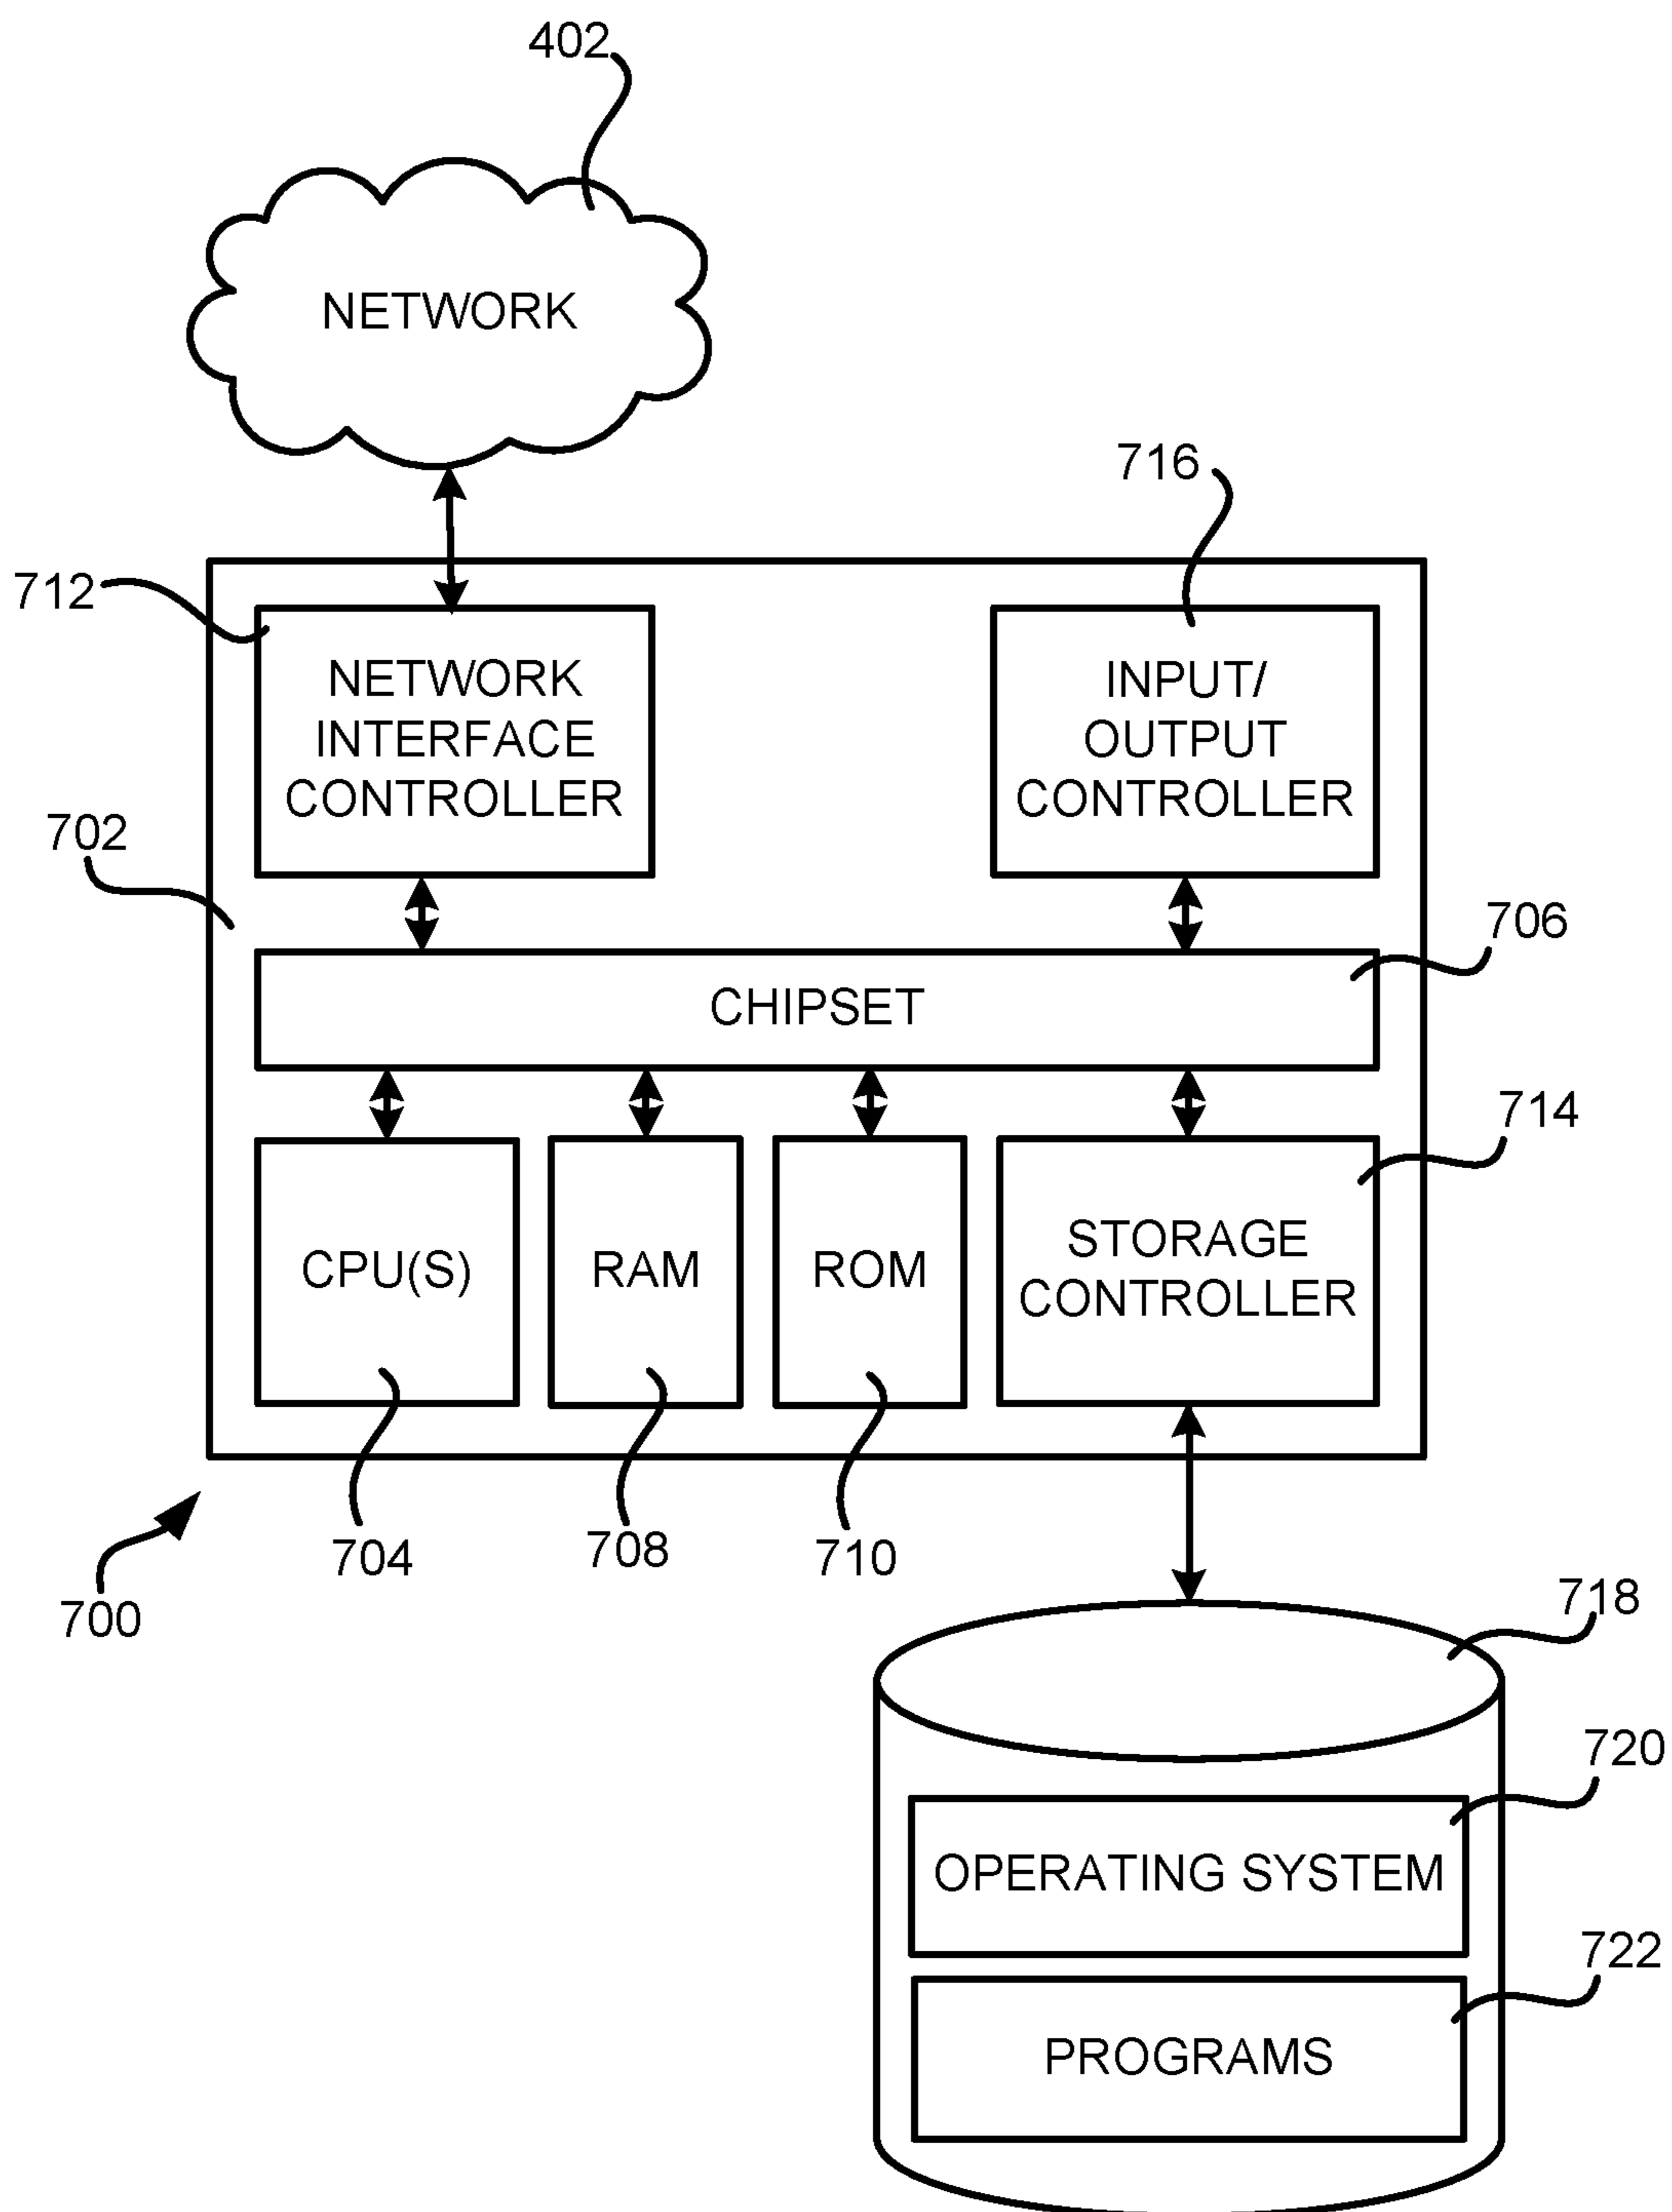 402
NETWORK
716
712
NETWORK
INTERFACE
CONTROLLER
INPUT/
OUTPUT
CONTROLLER
702
706
CHIPSET
714
CPU(S)
RAM
ROM
STORAGE
CONTROLLER
704
708
710
700
718
720
OPERATING SYSTEM
722
PROGRAMS